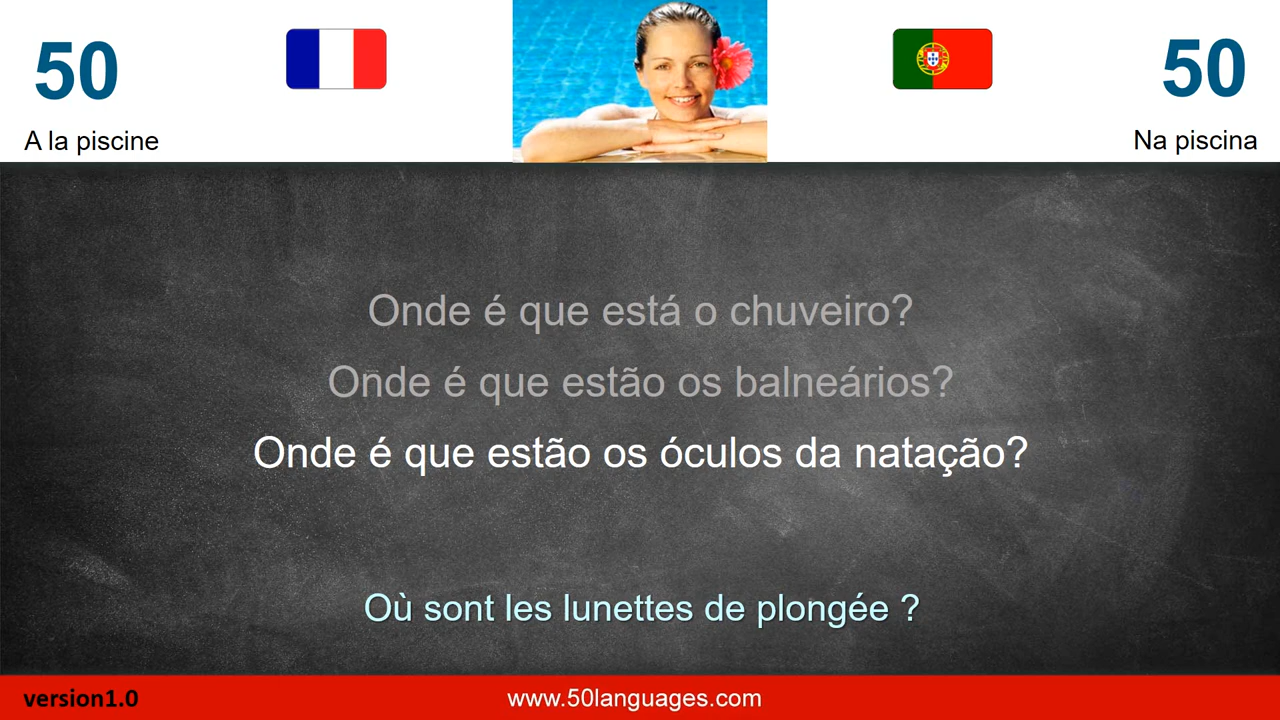 50
50
A la piscine
Na piscina
Onde é que está o chuveiro?
Onde é que estão os balneários?
Onde é que estão os óculos da natação?
Où sont les lunettes de plongée ?
version1.0
www.50languages.com